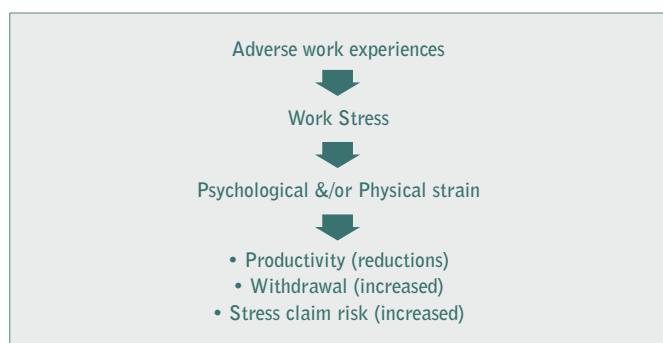 Adverse work experiences
Work Stress
Psychological &/or Physical strain
• Productivity (reductions)
• Withdrawal (increased)
• Stress claim risk (increased)